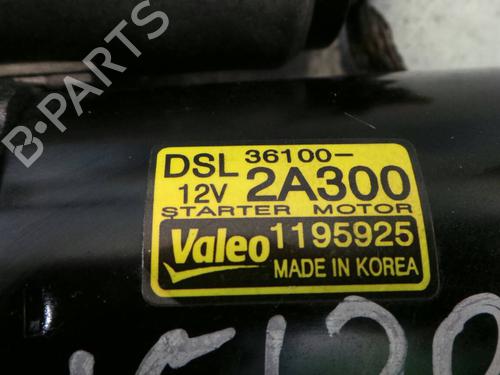 B-PARTS
DSL 36100-
12V 2A300
STARTER MOTOR
Valeo 1195925
MADE IN KOREA